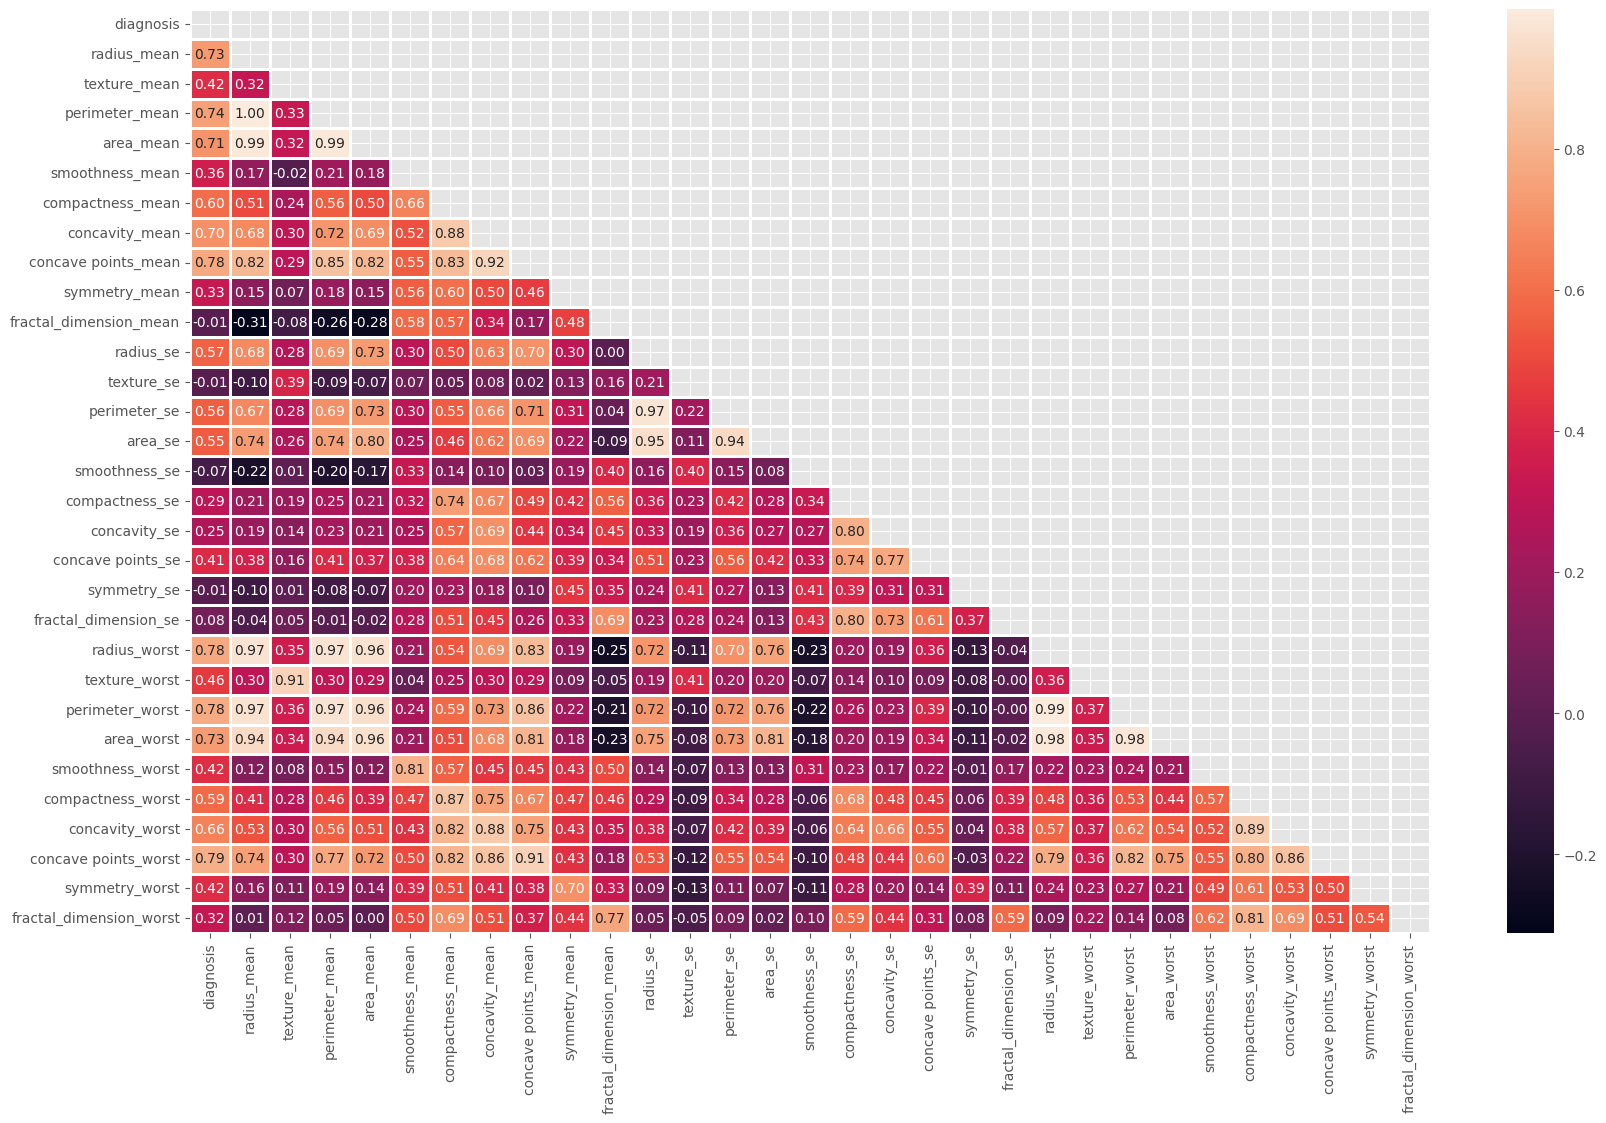 diagnosis
radius_mean 0.73
texture_mean 0.42 0.32
perimeter_mean 0.74 1.00 0.33
area_mean 0.71 0.99 0.32 0.99
smoothness_mean 0.36 0.17 -0.02 0.21 0.18
compactness_mean 0.60 0.51 0.24 0.56 0.50 0.66
concavity_mean 0.70 0.68 0.30 0.72 0.69 0.52 0.88
concave points_mean 0.78 0.82 0.29 0.85 0.82 0.55 0.83 0.92
symmetry_mean 0.33 0.15 0.07 0.18 0.15 0.56 0.60 0.50 0.46
fractal_dimension_mean -0.01 -0.31 -0.08 -0.26 -0.28 0.58 0.57 0.34 0.17 0.48
radius_se 0.57 0.68 0.28 0.69 0.73 0.30 0.50 0.63 0.70 0.30 0.00
texture_se -0.01 -0.10 0.39 -0.09 -0.07 0.07 0.05 0.08 0.02 0.13 0.16 0.21
perimeter_se 0.56 0.67 0.28 0.69 0.73 0.30 0.55 0.66 0.71 0.31 0.04 0.97 0.22
area_se 0.55 0.74 0.26 0.74 0.80 0.25 0.46 0.62 0.69 0.22 -0.09 0.95 0.11 0.94
smoothness_se -0.07 -0.22 0.01 -0.20 -0.17 0.33 0.14 0.10 0.03 0.19 0.40 0.16 0.40 0.15 0.08
compactness_se 0.29 0.21 0.19 0.25 0.21 0.32 0.74 0.67 0.49 0.42 0.56 0.36 0.23 0.42 0.28 0.34
concavity_se 0.25 0.19 0.14 0.23 0.21 0.25 0.57 0.69 0.44 0.34 0.45 0.33 0.19 0.36 0.27 0.27 0.80
concave points_se 0.41 0.38 0.16 0.41 0.37 0.38 0.64 0.68 0.62 0.39 0.34 0.51 0.23 0.56 0.42 0.33 0.74 0.77
symmetry_se -0.01 -0.10 0.01 -0.08 -0.07 0.20 0.23 0.18 0.10 0.45 0.35 0.24 0.41 0.27 0.13 0.41 0.39 0.31 0.31
fractal_dimension_se 0.08 -0.04 0.05 -0.01 -0.02 0.28 0.51 0.45 0.26 0.33 0.69 0.23 0.28 0.24 0.13 0.43 0.80 0.73 0.61 0.37
radius_worst 0.78 0.97 0.35 0.97 0.96 0.21 0.54 0.69 0.83 0.19 -0.25 0.72 -0.11 0.70 0.76 -0.23 0.20 0.19 0.36 -0.13 -0.04
texture_worst 0.46 0.30 0.91 0.30 0.29 0.04 0.25 0.30 0.29 0.09 -0.05 0.19 0.41 0.20 0.20 -0.07 0.14 0.10 0.09 -0.08 -0.00 0.36
perimeter_worst 0.78 0.97 0.36 0.97 0.96 0.24 0.59 0.73 0.86 0.22 -0.21 0.72 -0.10 0.72 0.76 -0.22 0.26 0.23 0.39 -0.10 -0.00 0.99 0.37
area_worst 0.73 0.94 0.34 0.94 0.96 0.21 0.51 0.68 0.81 0.18 -0.23 0.75 -0.08 0.73 0.81 -0.18 0.20 0.19 0.34 -0.11 -0.02 0.98 0.35 0.98
smoothness_worst 0.42 0.12 0.08 0.15 0.12 0.81 0.57 0.45 0.45 0.43 0.50 0.14 -0.07 0.13 0.13 0.31 0.23 0.17 0.22 -0.01 0.17 0.22 0.23 0.24 0.21
compactness_worst 0.59 0.41 0.28 0.46 0.39 0.47 0.87 0.75 0.67 0.47 0.46 0.29 -0.09 0.34 0.28 -0.06 0.68 0.48 0.45 0.06 0.39 0.48 0.36 0.53 0.44 0.57
concavity_worst 0.66 0.53 0.30 0.56 0.51 0.43 0.82 0.88 0.75 0.43 0.35 0.38 -0.07 0.42 0.39 -0.06 0.64 0.66 0.55 0.04 0.38 0.57 0.37 0.62 0.54 0.52 0.89
concave points_worst 0.79 0.74 0.30 0.77 0.72 0.50 0.82 0.86 0.91 0.43 0.18 0.53 -0.12 0.55 0.54 -0.10 0.48 0.44 0.60 -0.03 0.22 0.79 0.36 0.82 0.75 0.55 0.80 0.86
symmetry_worst 0.42 0.16 0.11 0.19 0.14 0.39 0.51 0.41 0.38 0.70 0.33 0.09 -0.13 0.11 0.07 -0.11 0.28 0.20 0.14 0.39 0.11 0.24 0.23 0.27 0.21 0.49 0.61 0.53 0.50
fractal_dimension_worst 0.32 0.01 0.12 0.05 0.00 0.50 0.69 0.51 0.37 0.44 0.77 0.05 -0.05 0.09 0.02 0.10 0.59 0.44 0.31 0.08 0.59 0.09 0.22 0.14 0.08 0.62 0.81 0.69 0.51 0.54
diagnosis
radius_mean
texture_mean
perimeter_mean
area_mean
smoothness_mean
compactness_mean
concavity_mean
concave points_mean
symmetry_mean
fractal_dimension_mean
radius_se
texture_se
perimeter_se
area_se
smoothness_se
compactness_se
concavity_se
concave points_se
symmetry_se
fractal_dimension_se
radius_worst
texture_worst
perimeter_worst
area_worst
smoothness_worst
compactness_worst
concavity_worst
concave points_worst
symmetry_worst
fractal_dimension_worst
0.8
0.6
0.4
0.2
0.0
−0.2